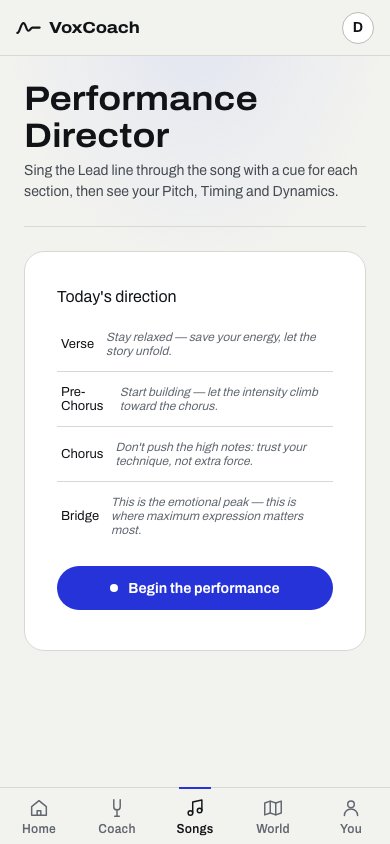 VoxCoach
D
Performance
Director
Sing the Lead line through the song with a cue for each
section, then see your Pitch, Timing and Dynamics.
Today's direction
Verse
Stay relaxed — save your energy, let the
story unfold.
Pre-
Chorus
Start building — let the intensity climb
toward the chorus.
Chorus
Don't push the high notes: trust your
technique, not extra force.
Bridge
This is the emotional peak — this is
where maximum expression matters
most.
Begin the performance
Home
Coach
Songs
World
You